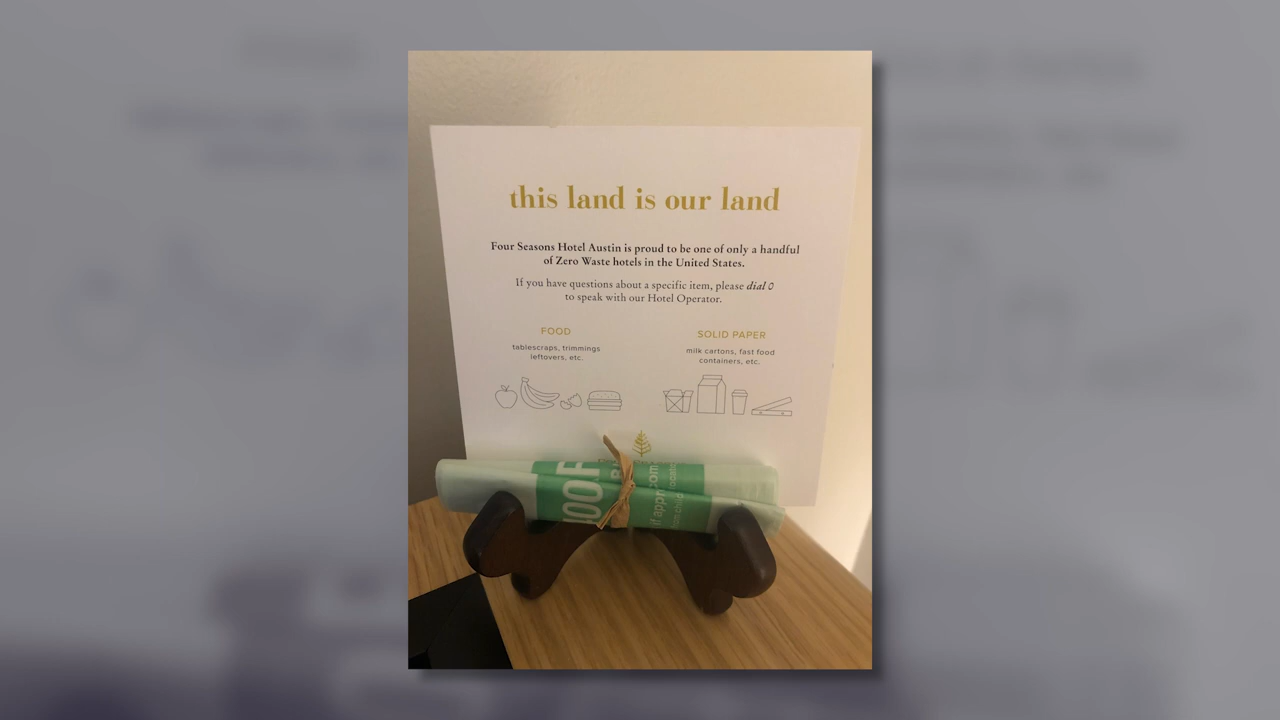 this land is our land
Four Seasons Hotel Austin is proud to be one of only a handful
of Zero Waste hotels in the United States.
If you have questions about a specific item, please dial 0
to speak with our Hotel Operator.
FOOD
tablescraps, trimmings
leftovers, etc.
SOLID PAPER
milk cartons, fast food
containers, etc.